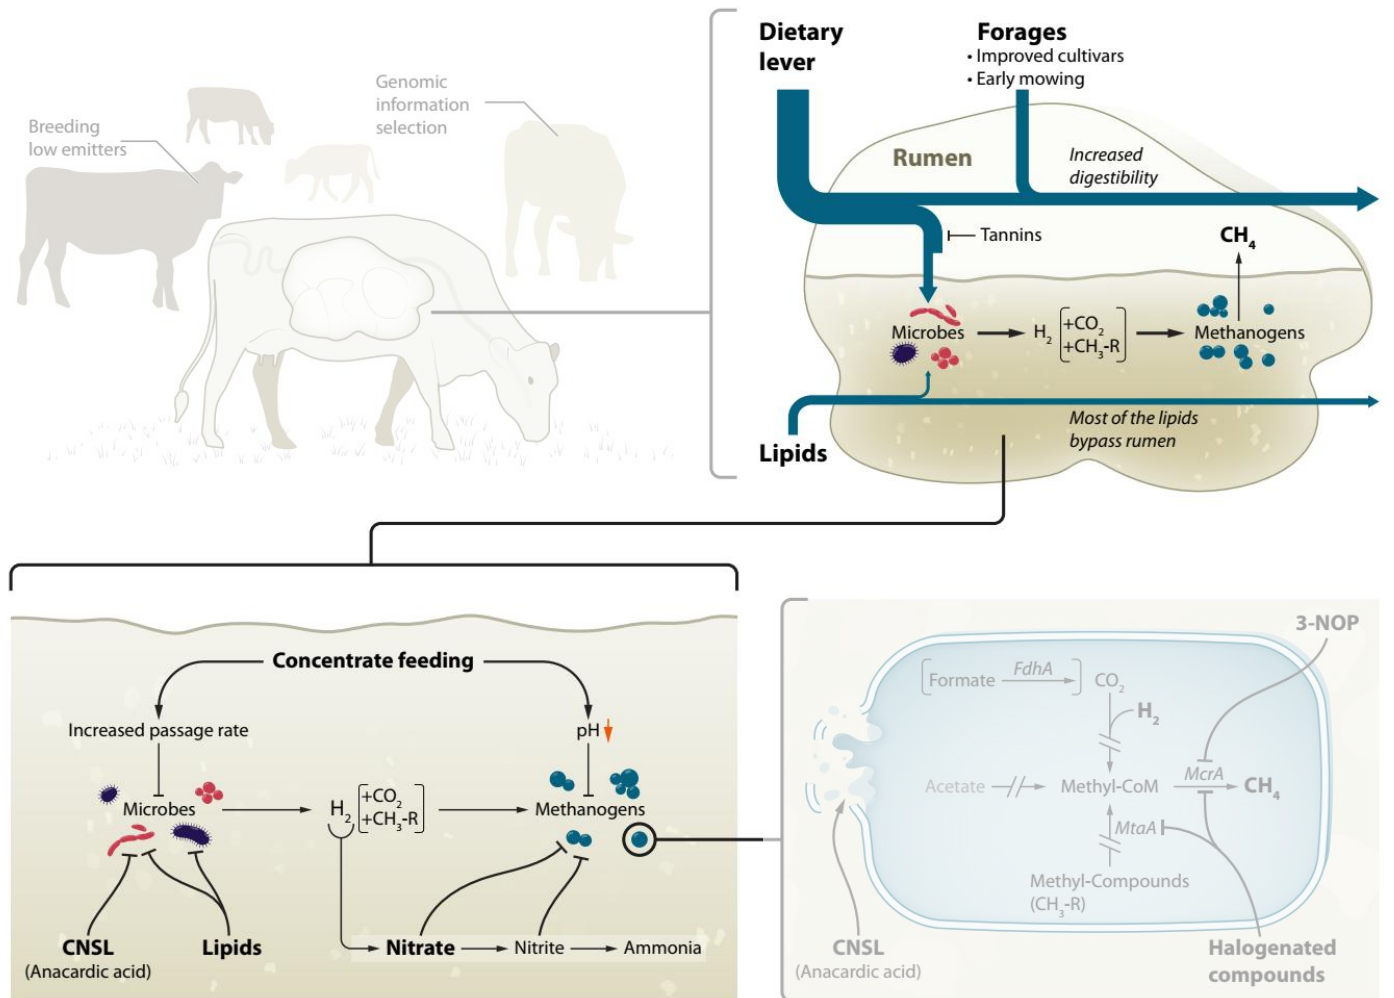 Breeding
low emitters
Genomic
information
selection
Dietary
lever
Forages
• Improved cultivars
• Early mowing
Rumen
Increased
digestibility
Tannins
CH₄
Microbes
H₂
+CO₂
+CH₃-R
Methanogens
Most of the lipids
bypass rumen
Lipids
Concentrate feeding
Increased passage rate
pH
Microbes
H₂
+CO₂
+CH₃-R
Methanogens
CNSL
(Anacardic acid)
Lipids
Nitrate
Nitrite
Ammonia
3-NOP
Formate
FdhA
CO₂
H₂
Acetate
Methyl-CoM
McrA
CH₄
MtaA
Methyl-Compounds
(CH₃-R)
CNSL
(Anacardic acid)
Halogenated
compounds